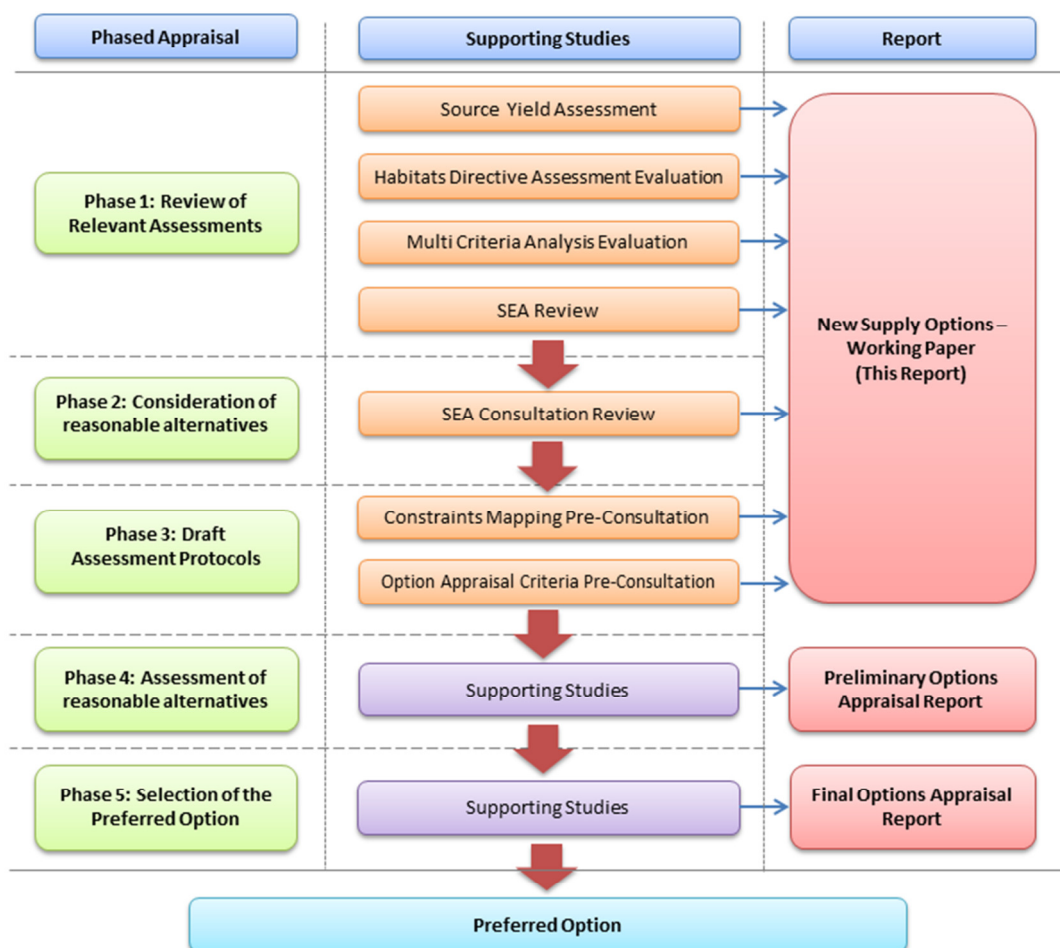 Phased Appraisal
Supporting Studies
Report
Phase 1: Review of
Relevant Assessments
Source Yield Assessment
Habitats Directive Assessment Evaluation
Multi Criteria Analysis Evaluation
SEA Review
New Supply Options –
Working Paper
(This Report)
Phase 2: Consideration of
reasonable alternatives
SEA Consultation Review
Phase 3: Draft
Assessment Protocols
Constraints Mapping Pre-Consultation
Option Appraisal Criteria Pre-Consultation
Phase 4: Assessment of
reasonable alternatives
Supporting Studies
Preliminary Options
Appraisal Report
Phase 5: Selection of the
Preferred Option
Supporting Studies
Final Options Appraisal
Report
Preferred Option